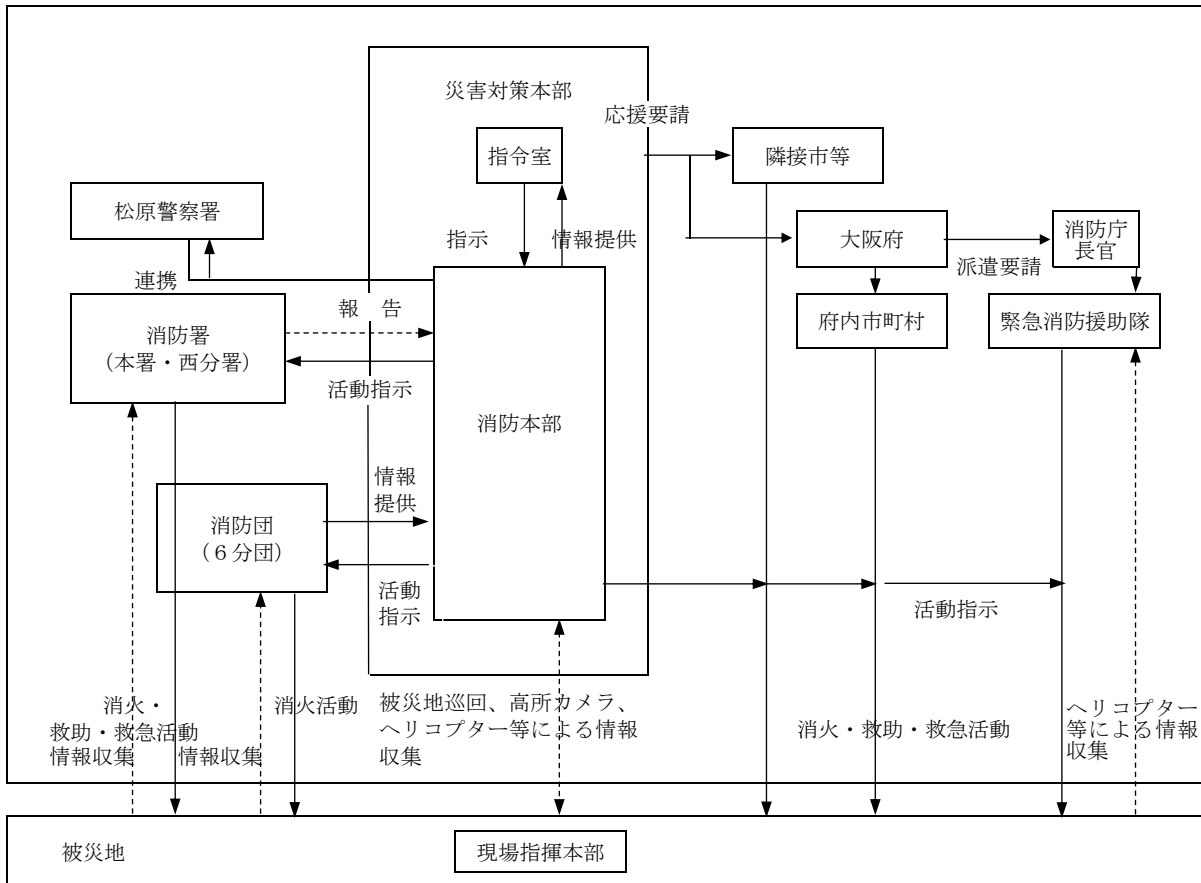 災害対策本部
応援要請
指令室
隣接市等
松原警察署
指示
情報提供
大阪府
消防庁
長官
派遣要請
連携
報　告
消防署
（本署・西分署）
府内市町村
緊急消防援助隊
活動指示
消防本部
情報
提供
消防団
（６分団）
活動
指示
活動指示
消火・
救助・救急活動
情報収集
消火活動
情報収集
被災地巡回、高所カメラ、
ヘリコプター等による情報
収集
消火・救助・救急活動
ヘリコプター
等による情報
収集
被災地
現場指揮本部